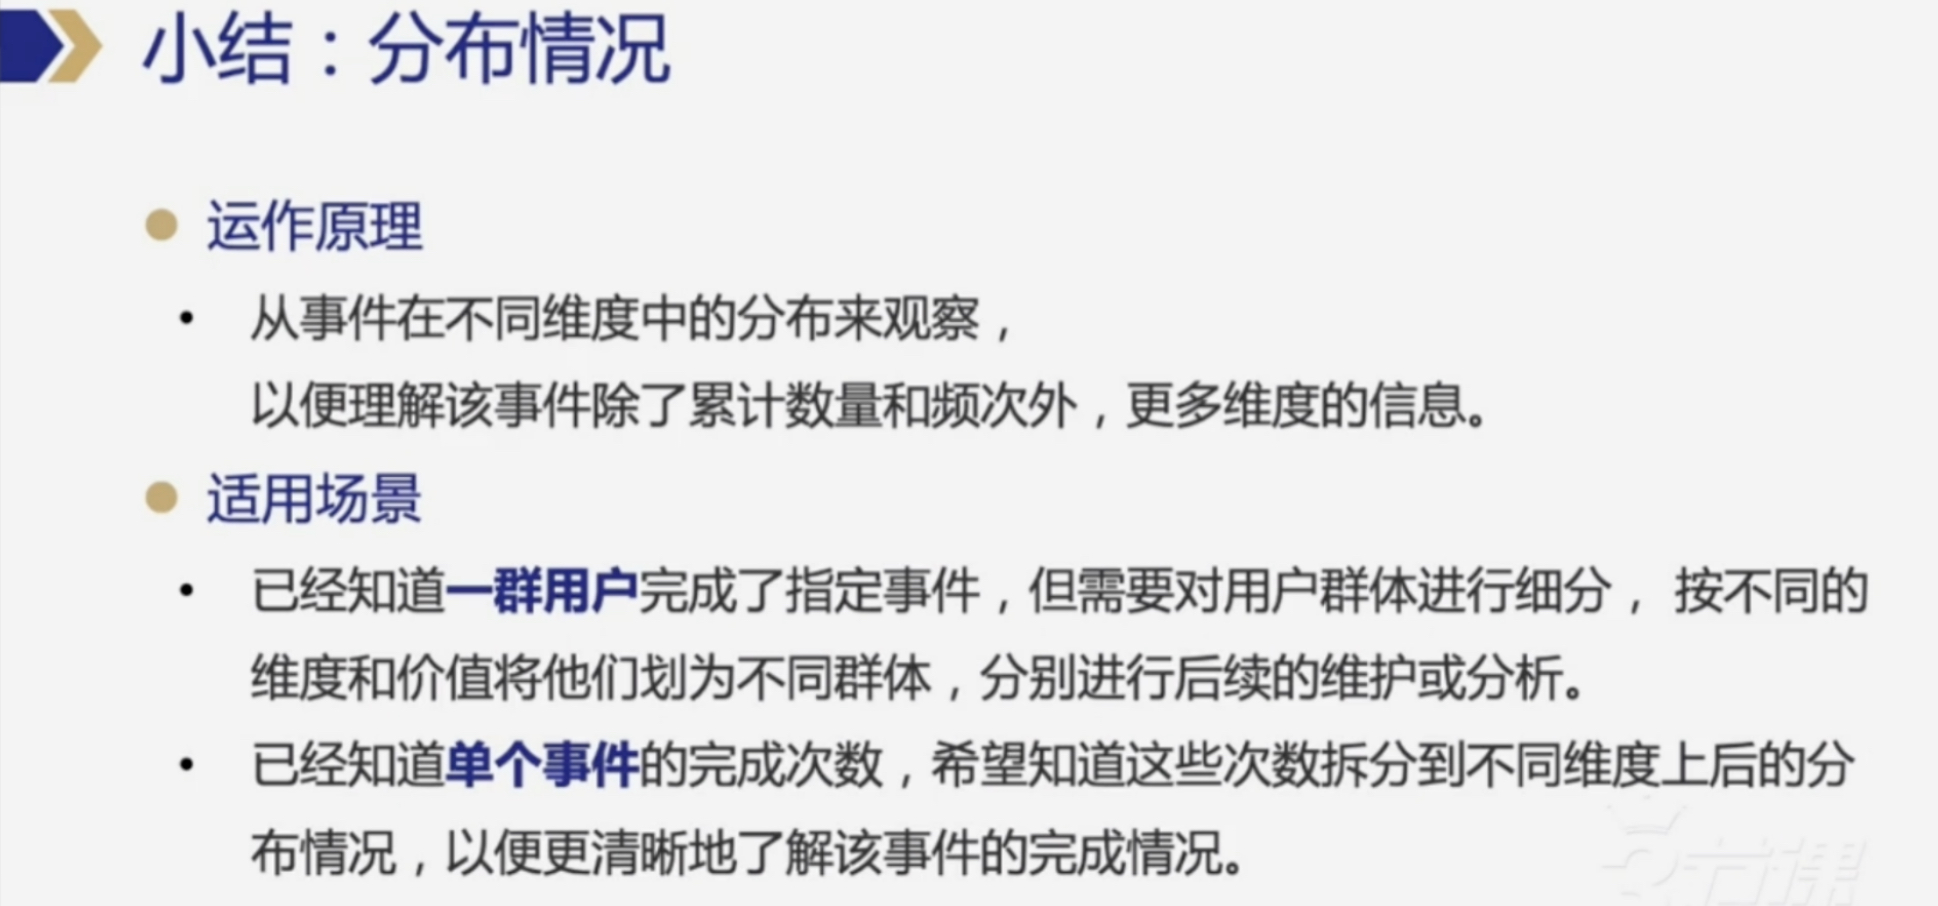 小结：分布情况
运作原理
从事件在不同维度中的分布来观察，
以便理解该事件除了累计数量和频次外，更多维度的信息。
适用场景
已经知道一群用户完成了指定事件，但需要对用户群体进行细分，按不同的
维度和价值将他们划为不同群体，分别进行后续的维护或分析。
已经知道单个事件的完成次数，希望知道这些次数拆分到不同维度上后的分
布情况，以便更清晰地了解该事件的完成情况。